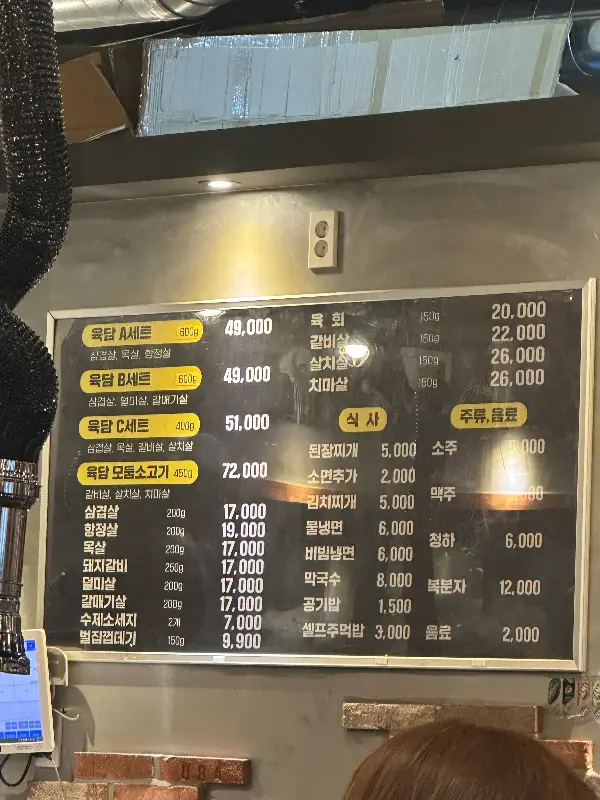 육담 A세트 600g 49,000
삼겹살, 목살, 항정살
육담 B세트 600g 49,000
삼겹살, 덜미살, 갈매기살
육담 C세트 400g 51,000
삼겹살, 목살, 갈비살, 살치살
육담 모둠소고기 450g 72,000
갈비살, 살치살, 치마살
삼겹살 200g 17,000
항정살 200g 19,000
목살 200g 17,000
돼지갈비 250g 17,000
덜미살 200g 17,000
갈매기살 200g 17,000
수제소세지 2개 7,000
벌집껍데기 150g 9,900
육 회 150g 20,000
갈비살 150g 22,000
살치살 150g 26,000
치마살 150g 26,000
식 사
된장찌개 5,000
소면추가 2,000
김치찌개 5,000
물냉면 6,000
비빔냉면 6,000
막국수 8,000
공기밥 1,500
셀프주먹밥 3,000
주류,음료
소주
맥주
청하 6,000
복분자 12,000
음료 2,000